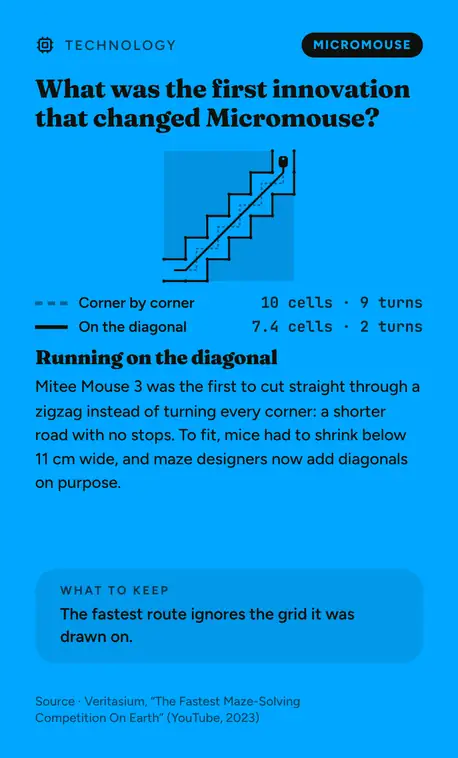 TECHNOLOGY
MICROMOUSE
What was the first innovation
that changed Micromouse?
Corner by corner 10 cells · 9 turns
On the diagonal 7.4 cells · 2 turns
Running on the diagonal
Mitee Mouse 3 was the first to cut straight through a
zigzag instead of turning every corner: a shorter
road with no stops. To fit, mice had to shrink below
11 cm wide, and maze designers now add diagonals
on purpose.
WHAT TO KEEP
The fastest route ignores the grid it was
drawn on.
Source · Veritasium, “The Fastest Maze-Solving
Competition On Earth” (YouTube, 2023)